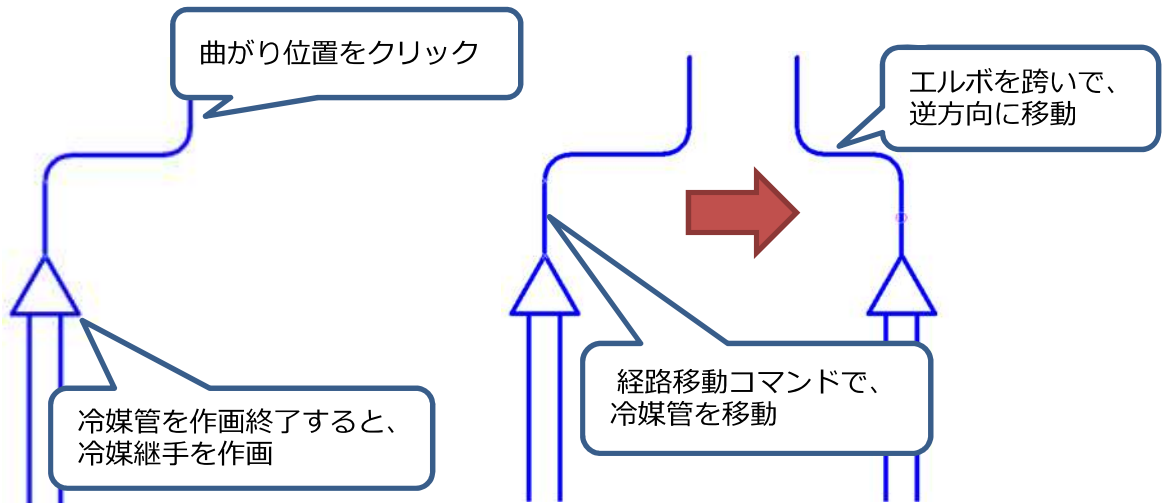 曲がり位置をクリック
エルボを跨いで、
逆方向に移動
冷媒管を作画終了すると、
冷媒継手を作画
経路移動コマンドで、
冷媒管を移動